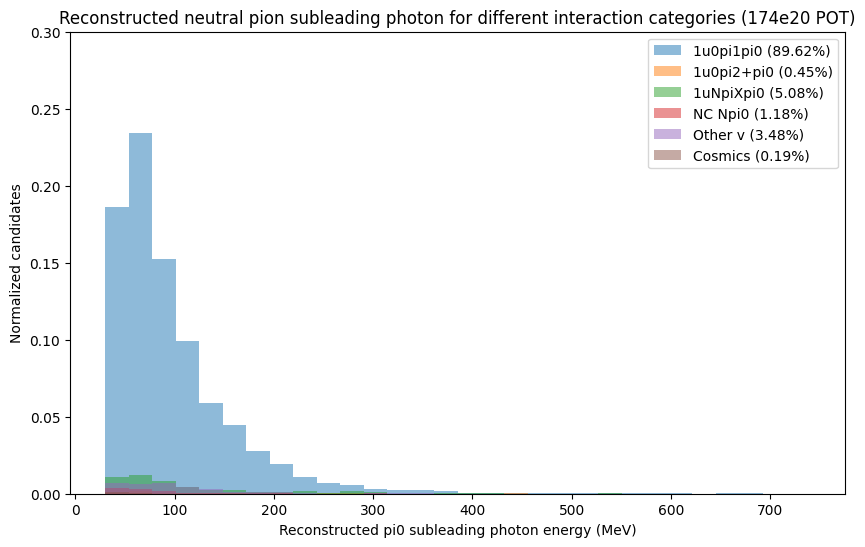 Reconstructed neutral pion subleading photon for different interaction categories (174e20 POT)
1u0pi1pi0 (89.62%)
1u0pi2+pi0 (0.45%)
1uNpiXpi0 (5.08%)
NC Npi0 (1.18%)
Other v (3.48%)
Cosmics (0.19%)
Normalized candidates
0.30
0.25
0.20
0.15
0.10
0.05
0.00
0 100 200 300 400 500 600 700
Reconstructed pi0 subleading photon energy (MeV)